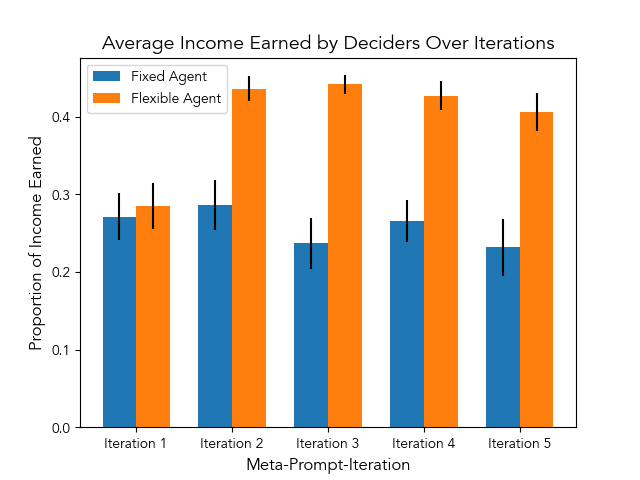 Average Income Earned by Deciders Over Iterations
Fixed Agent
Flexible Agent
Proportion of Income Earned
0.4
0.3
0.2
0.1
0.0
Iteration 1
Iteration 2
Iteration 3
Iteration 4
Iteration 5
Meta-Prompt-Iteration